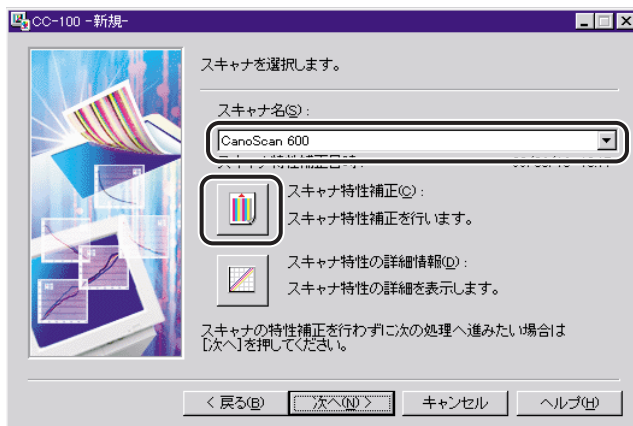 CC-100 -新規-
スキャナを選択します。
スキャナ名(S) :
CanoScan 600
スキャナ特性補正(C) :
スキャナ特性補正を行います。
スキャナ特性の詳細情報(D) :
スキャナ特性の詳細を表示します。
スキャナの特性補正を行わずに次の処理へ進みたい場合は
[次へ]を押してください。
< 戻る(B)
次へ(N) >
キャンセル
ヘルプ(H)